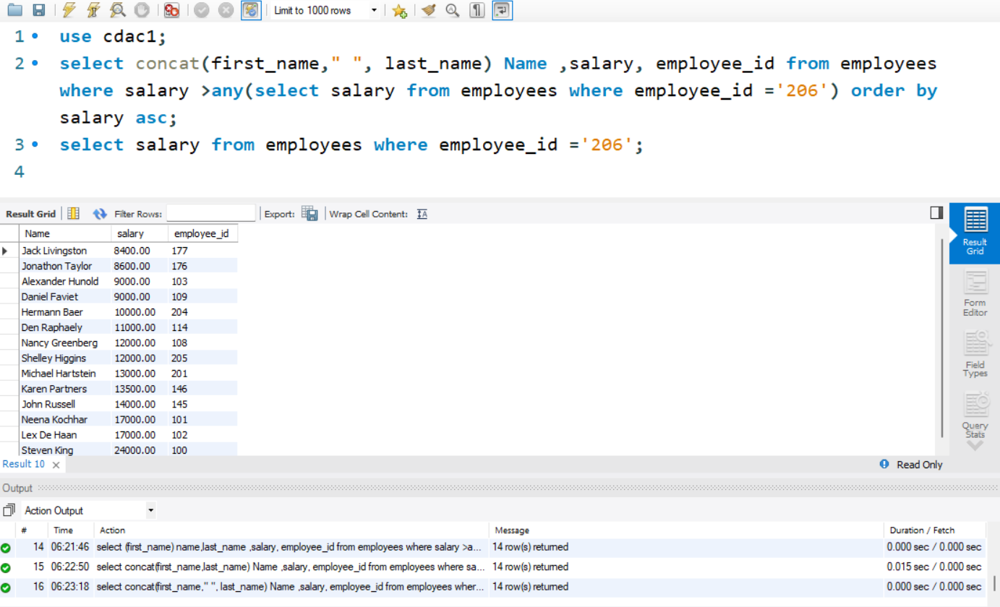 Limit to 1000 rows
1 use cdac1;
2 select concat(first_name," ", last_name) Name ,salary, employee_id from employees
where salary >any(select salary from employees where employee_id ='206') order by
salary asc;
3 select salary from employees where employee_id ='206';
4
Result Grid Filter Rows: Export: Wrap Cell Content:
Name salary employee_id
Jack Livingston 8400.00 177
Jonathon Taylor 8600.00 176
Alexander Hunold 9000.00 103
Daniel Faviet 9000.00 109
Hermann Baer 10000.00 204
Den Raphaely 11000.00 114
Nancy Greenberg 12000.00 108
Shelley Higgins 12000.00 205
Michael Hartstein 13000.00 201
Karen Partners 13500.00 146
John Russell 14000.00 145
Neena Kochhar 17000.00 101
Lex De Haan 17000.00 102
Steven King 24000.00 100
Result
Grid
Form
Editor
Field
Types
Query
Stats
Result 10 Read Only
Output
Action Output
# Time Action Message Duration / Fetch
14 06:21:46 select (first_name) name,last_name ,salary, employee_id from employees where salary >a... 14 row(s) returned 0.000 sec / 0.000 sec
15 06:22:50 select concat(first_name,last_name) Name ,salary, employee_id from employees where sa... 14 row(s) returned 0.015 sec / 0.000 sec
16 06:23:18 select concat(first_name," ", last_name) Name ,salary, employee_id from employees wher... 14 row(s) returned 0.000 sec / 0.000 sec